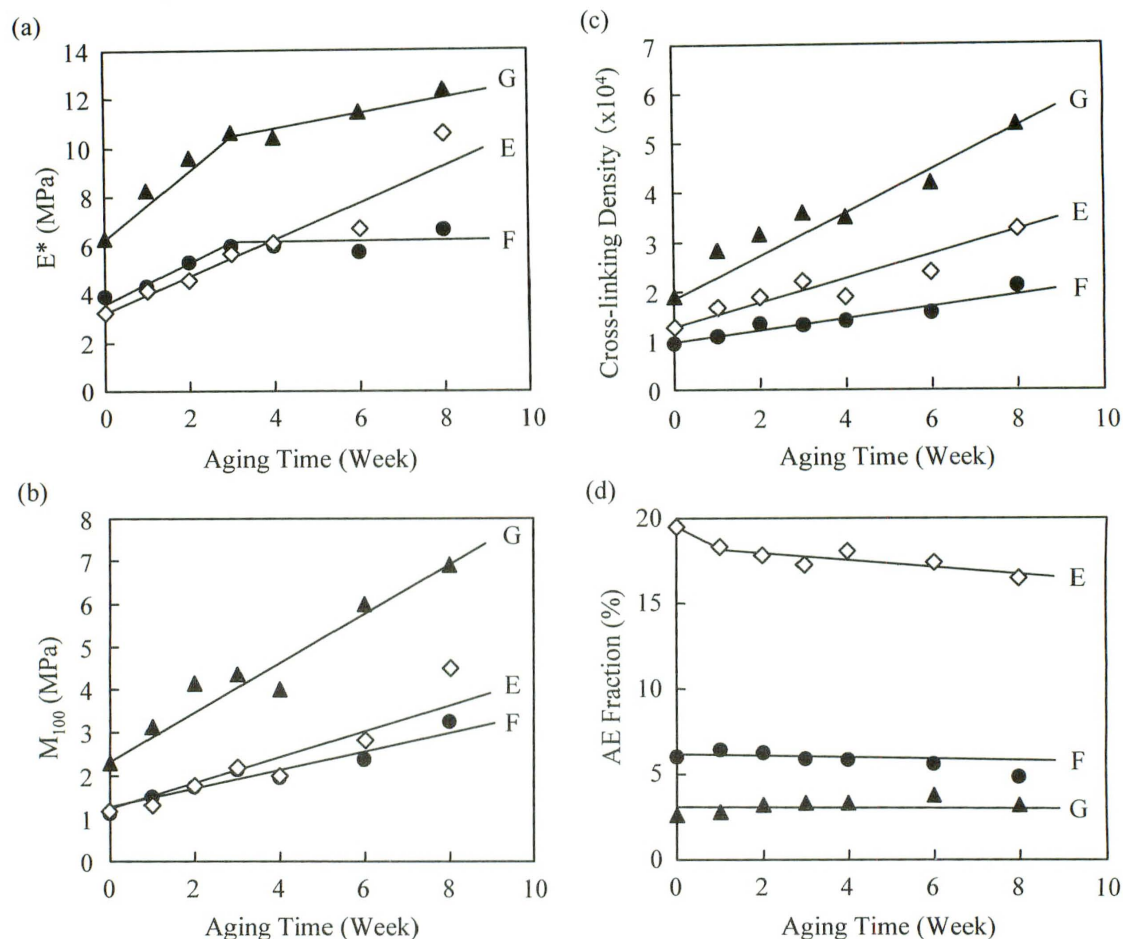 (a)
14
12
10
8
6
4
2
0
E* (MPa)
G
E
F
0 2 4 6 8 10
Aging Time (Week)
(c)
7
6
5
4
3
2
1
0
Cross-linking Density (x10⁴)
G
E
F
0 2 4 6 8 10
Aging Time (Week)
(b)
8
7
6
5
4
3
2
1
0
M₁₀₀ (MPa)
G
E
F
0 2 4 6 8 10
Aging Time (Week)
(d)
20
15
10
5
0
AE Fraction (%)
E
F
G
0 2 4 6 8 10
Aging Time (Week)